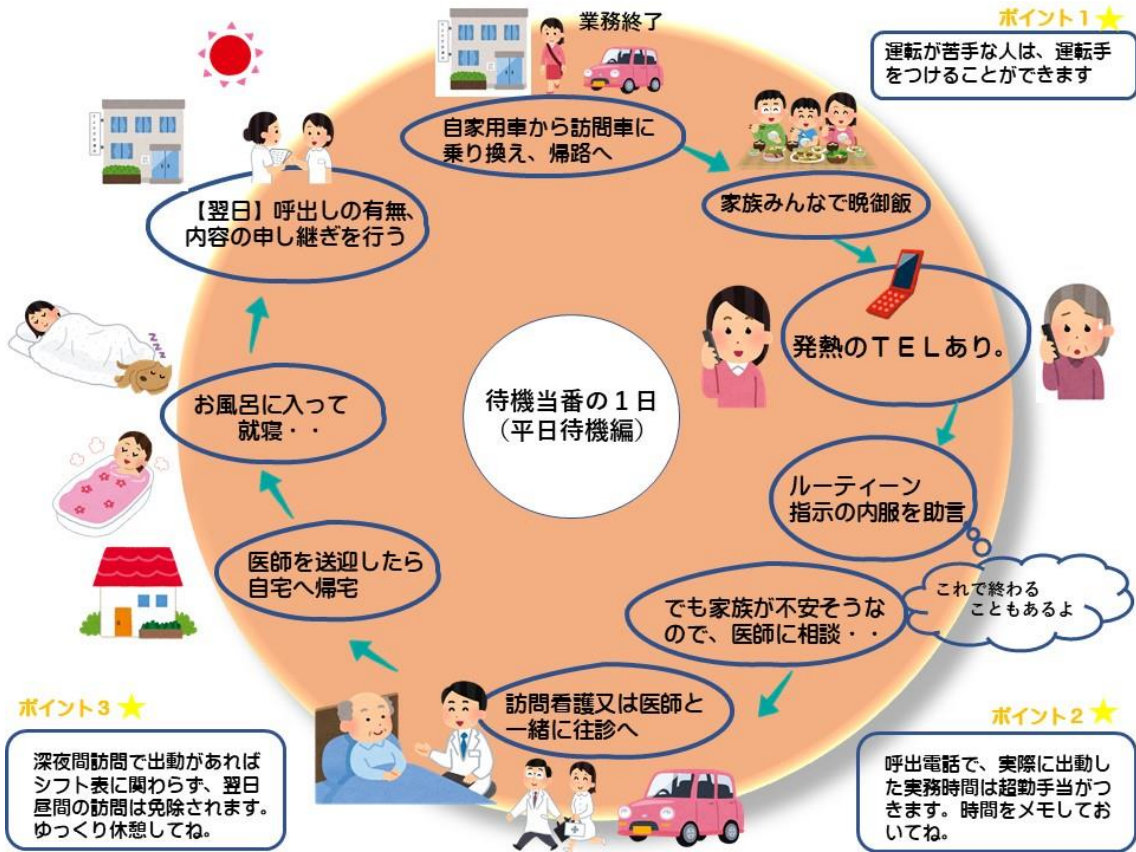 業務終了
自家用車から訪問車に
乗り換え、帰路へ
ポイント1
運転が苦手な人は、運転手
をつけることができます
家族みんなで晩御飯
発熱のTELあり。
ルーティーン
指示の内服を助言
これで終わる
こともあるよ
でも家族が不安そうな
ので、医師に相談・・
訪問看護又は医師と
一緒に往診へ
ポイント2
呼出電話で、実際に出動し
た実務時間は超勤手当がつ
きます。時間をメモしてお
いてね。
医師を送迎したら
自宅へ帰宅
ポイント3
深夜間訪問で出動があれば
シフト表に関わらず、翌日
昼間の訪問は免除されます。
ゆっくり休憩してね。
お風呂に入って
就寝・・
ZZZ
【翌日】呼出しの有無、
内容の申し継ぎを行う
待機当番の1日
(平日待機編)